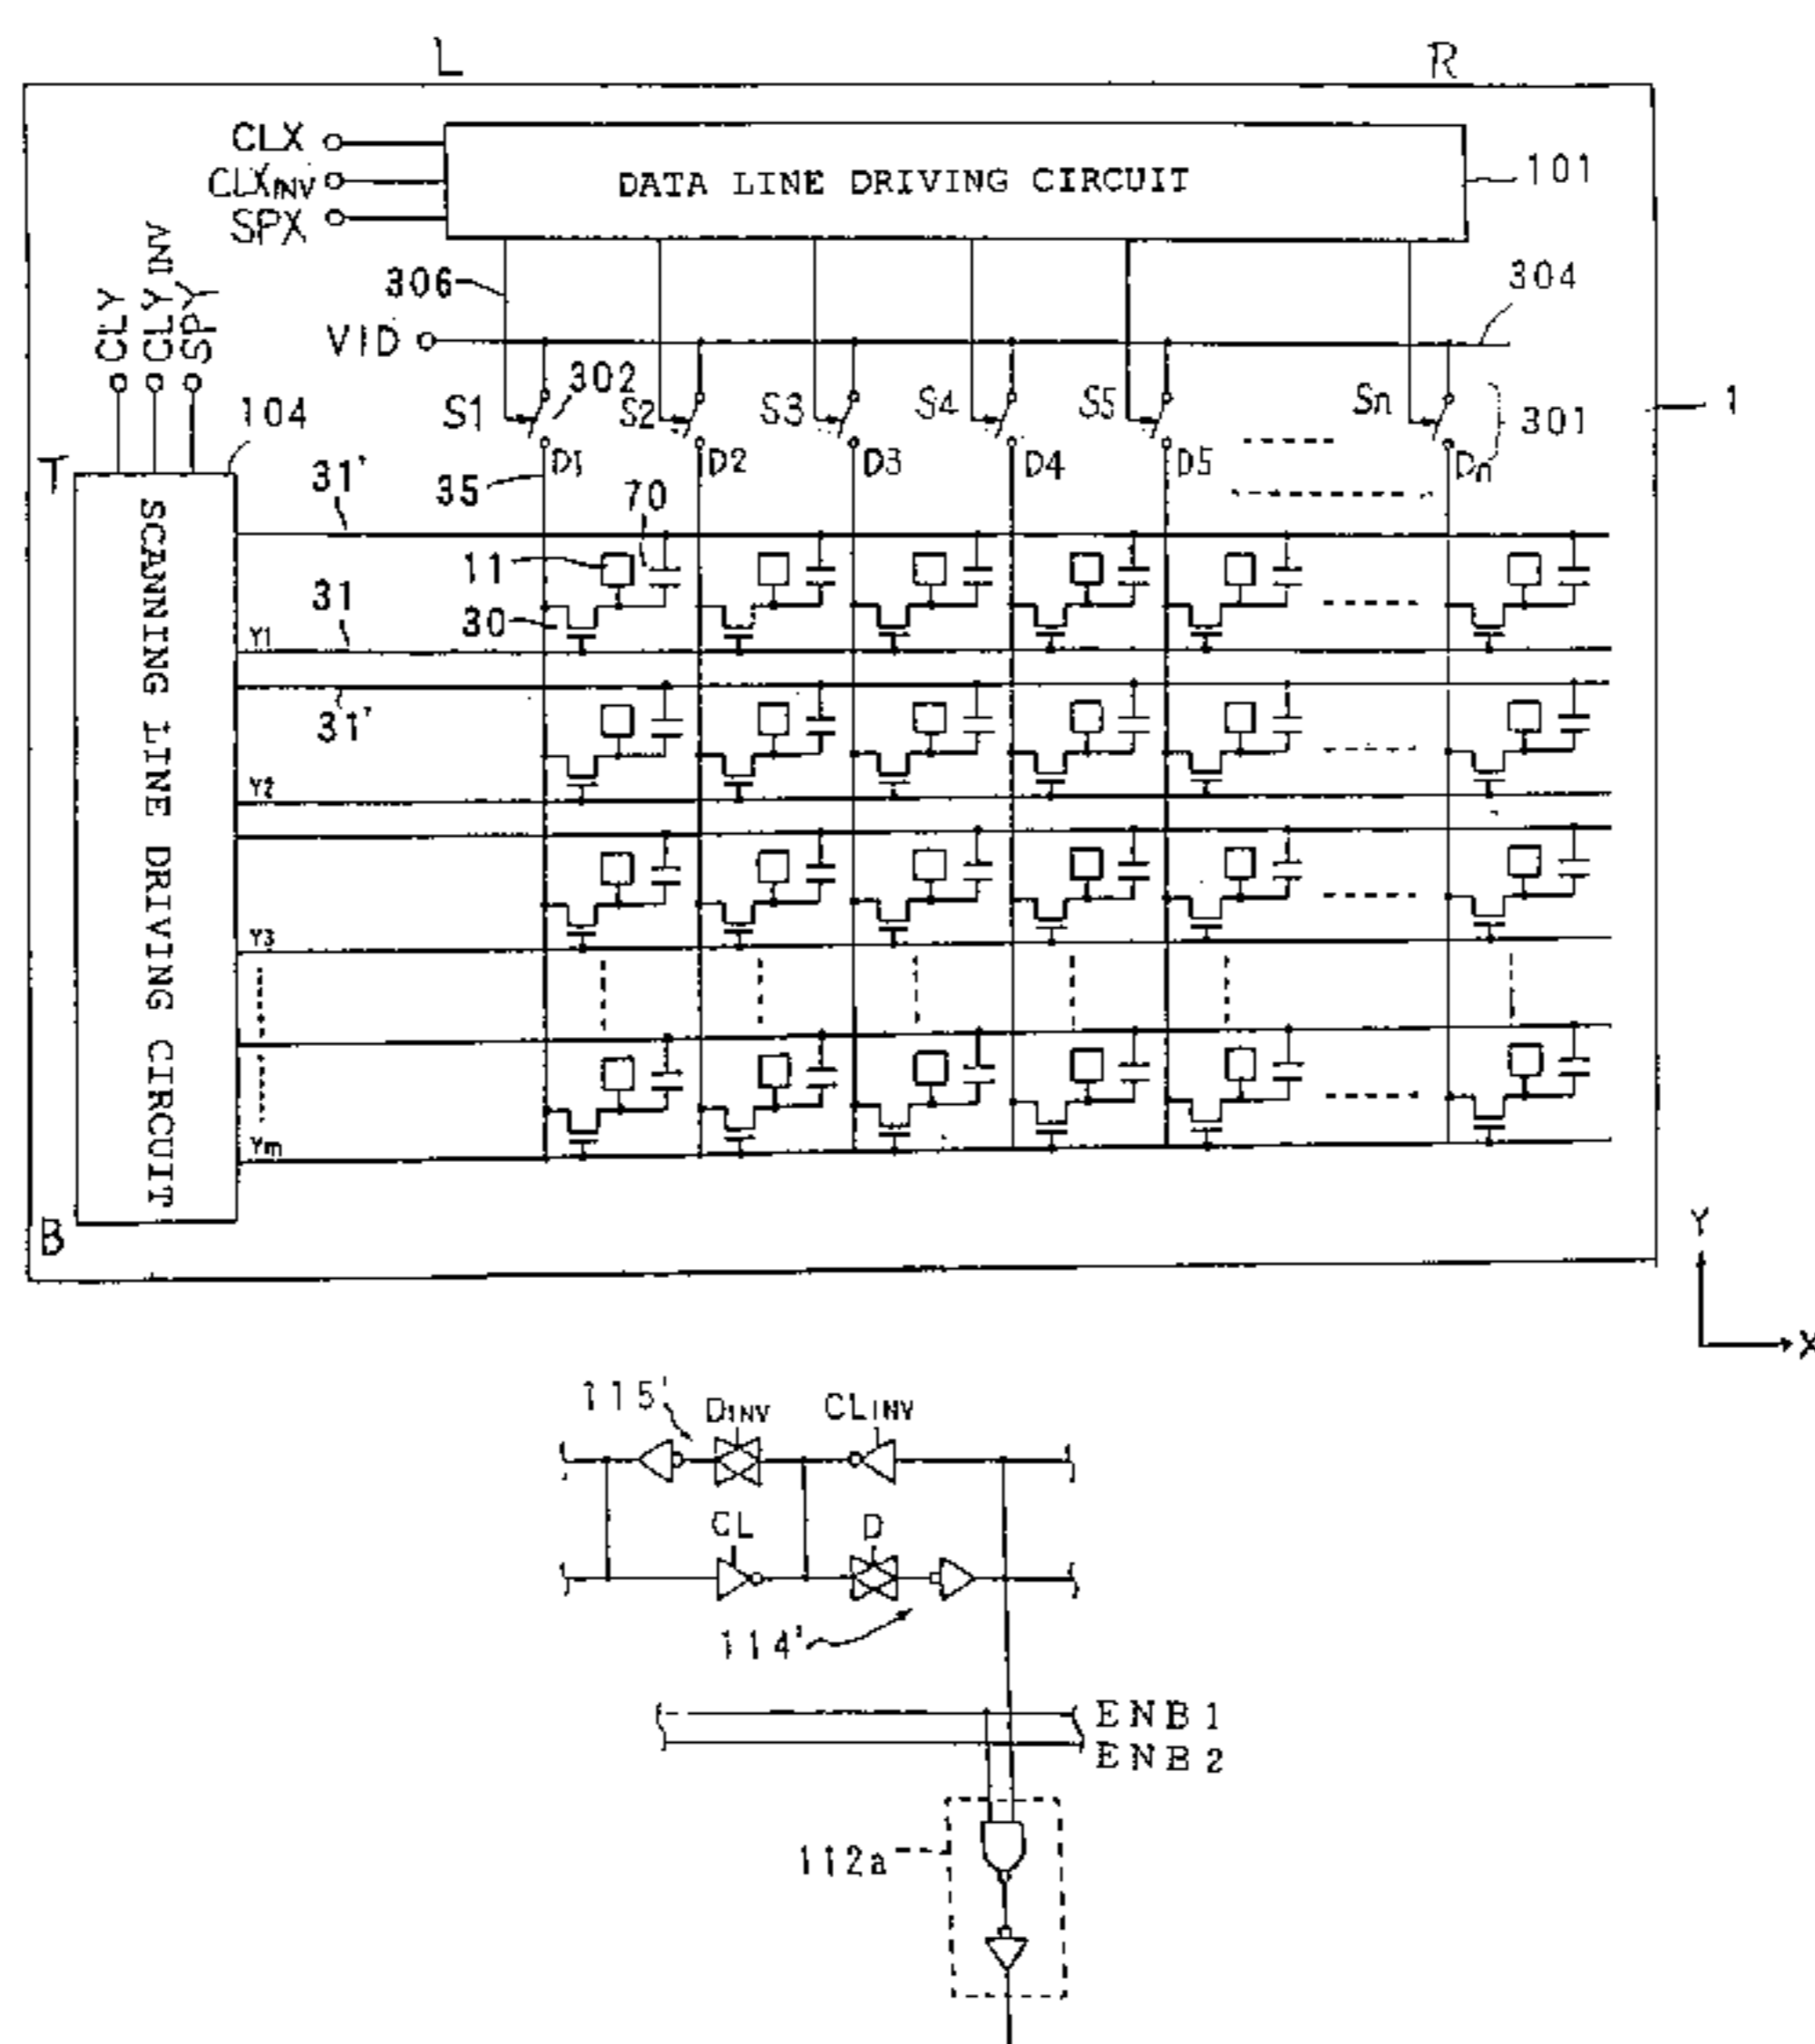 L R
CLX
CLXINV
SPX
DATA LINE DRIVING CIRCUIT
101
CLY
CLYINV
SPY
306
304
VID
302
S1 S2 S3 S4 S5 Sn
301
1
104
T
D1 D2 D3 D4 D5 Dn
31'
35
70
11
31
30
Y1
31'
Y2
Y3
Ym
SCANNING LINE DRIVING CIRCUIT
B
Y
X
115'
DINV
CLINV
CL
D
114'
ENB1
ENB2
112a